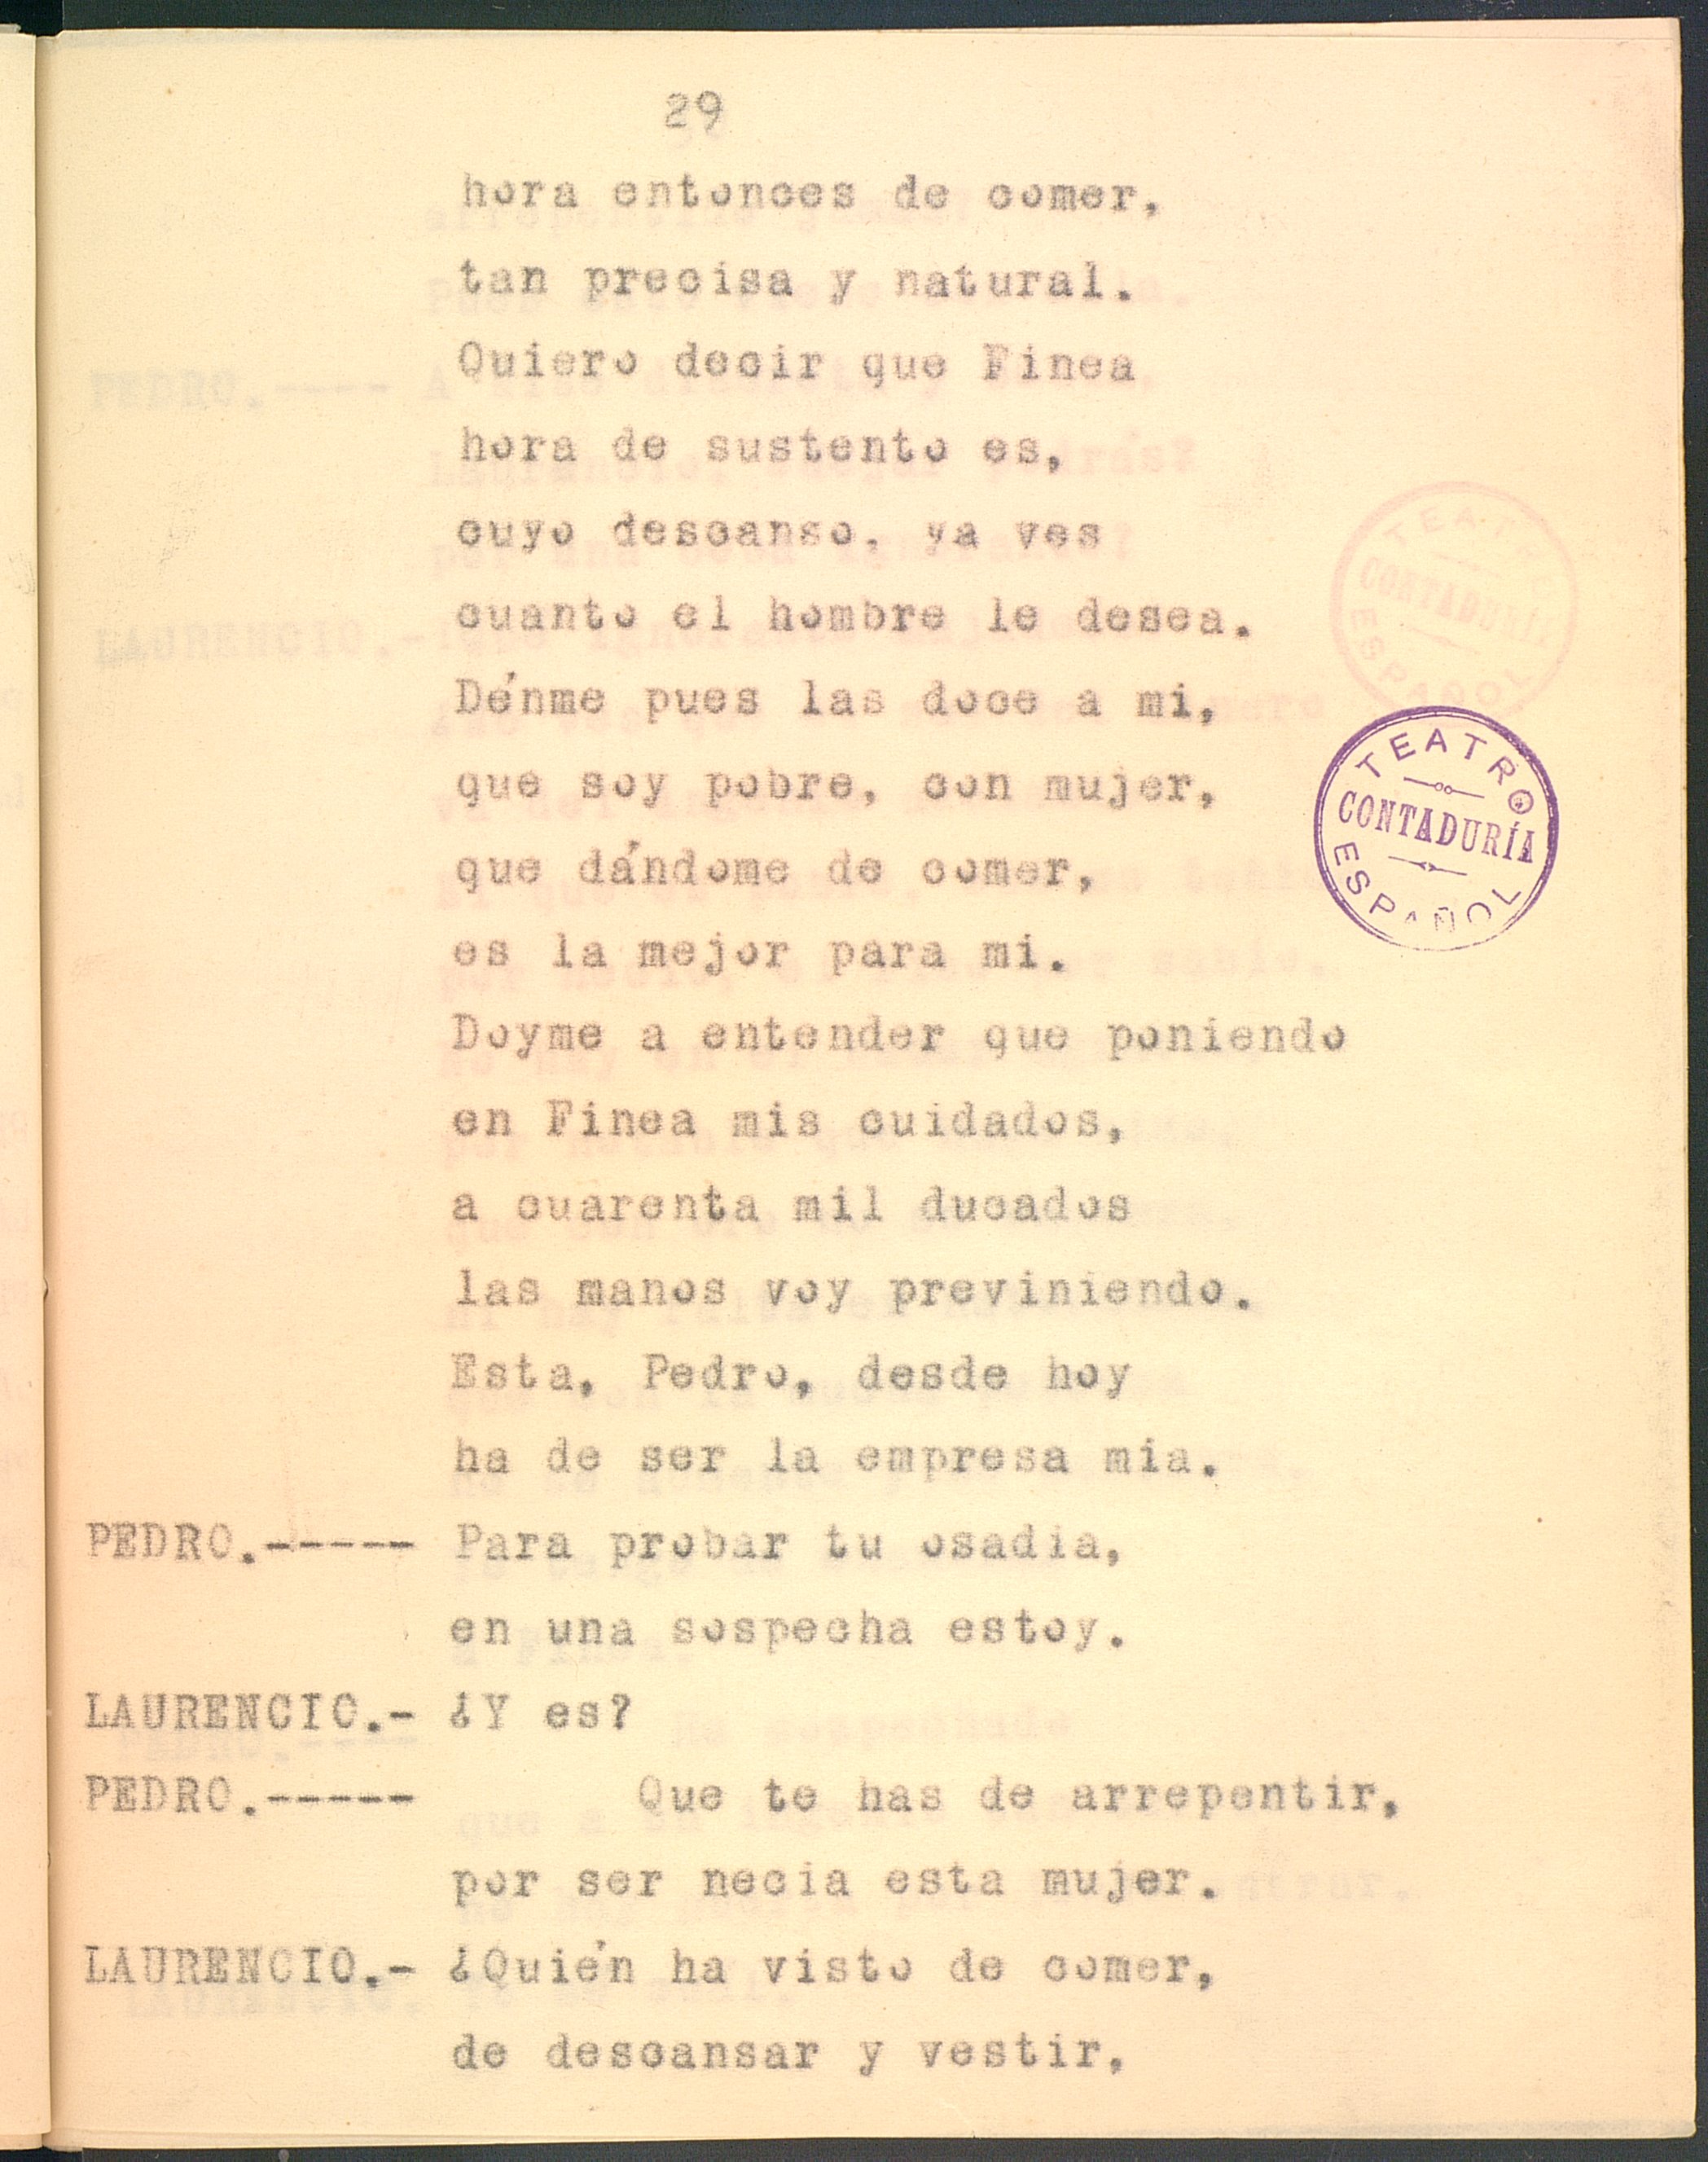 29
hora entonces de comer,
tan precisa y natural.
Quiero decir que Finea
hora de sustento es,
cuyo descanso, ya ves
cuanto el hombre le desea.
Dénme pues las doce a mi,
que soy pobre, con mujer,
que dándome de comer,
es la mejor para mi.
Doyme a entender que poniendo
en Finea mis cuidados,
a cuarenta mil ducados
las manos voy previniendo.
Esta, Pedro, desde hoy
ha de ser la empresa mia.
PEDRO.----- Para probar tu osadia,
en una sospecha estoy.
LAURENCIO.- ¿Y es?
PEDRO.----- Que te has de arrepentir,
por ser necia esta mujer.
LAURENCIO.- ¿Quién ha visto de comer,
de descansar y vestir,
TEATRO
CONTADURÍA
ESPAÑOL
TEATRO
CONTADURÍA
ESPAÑOL